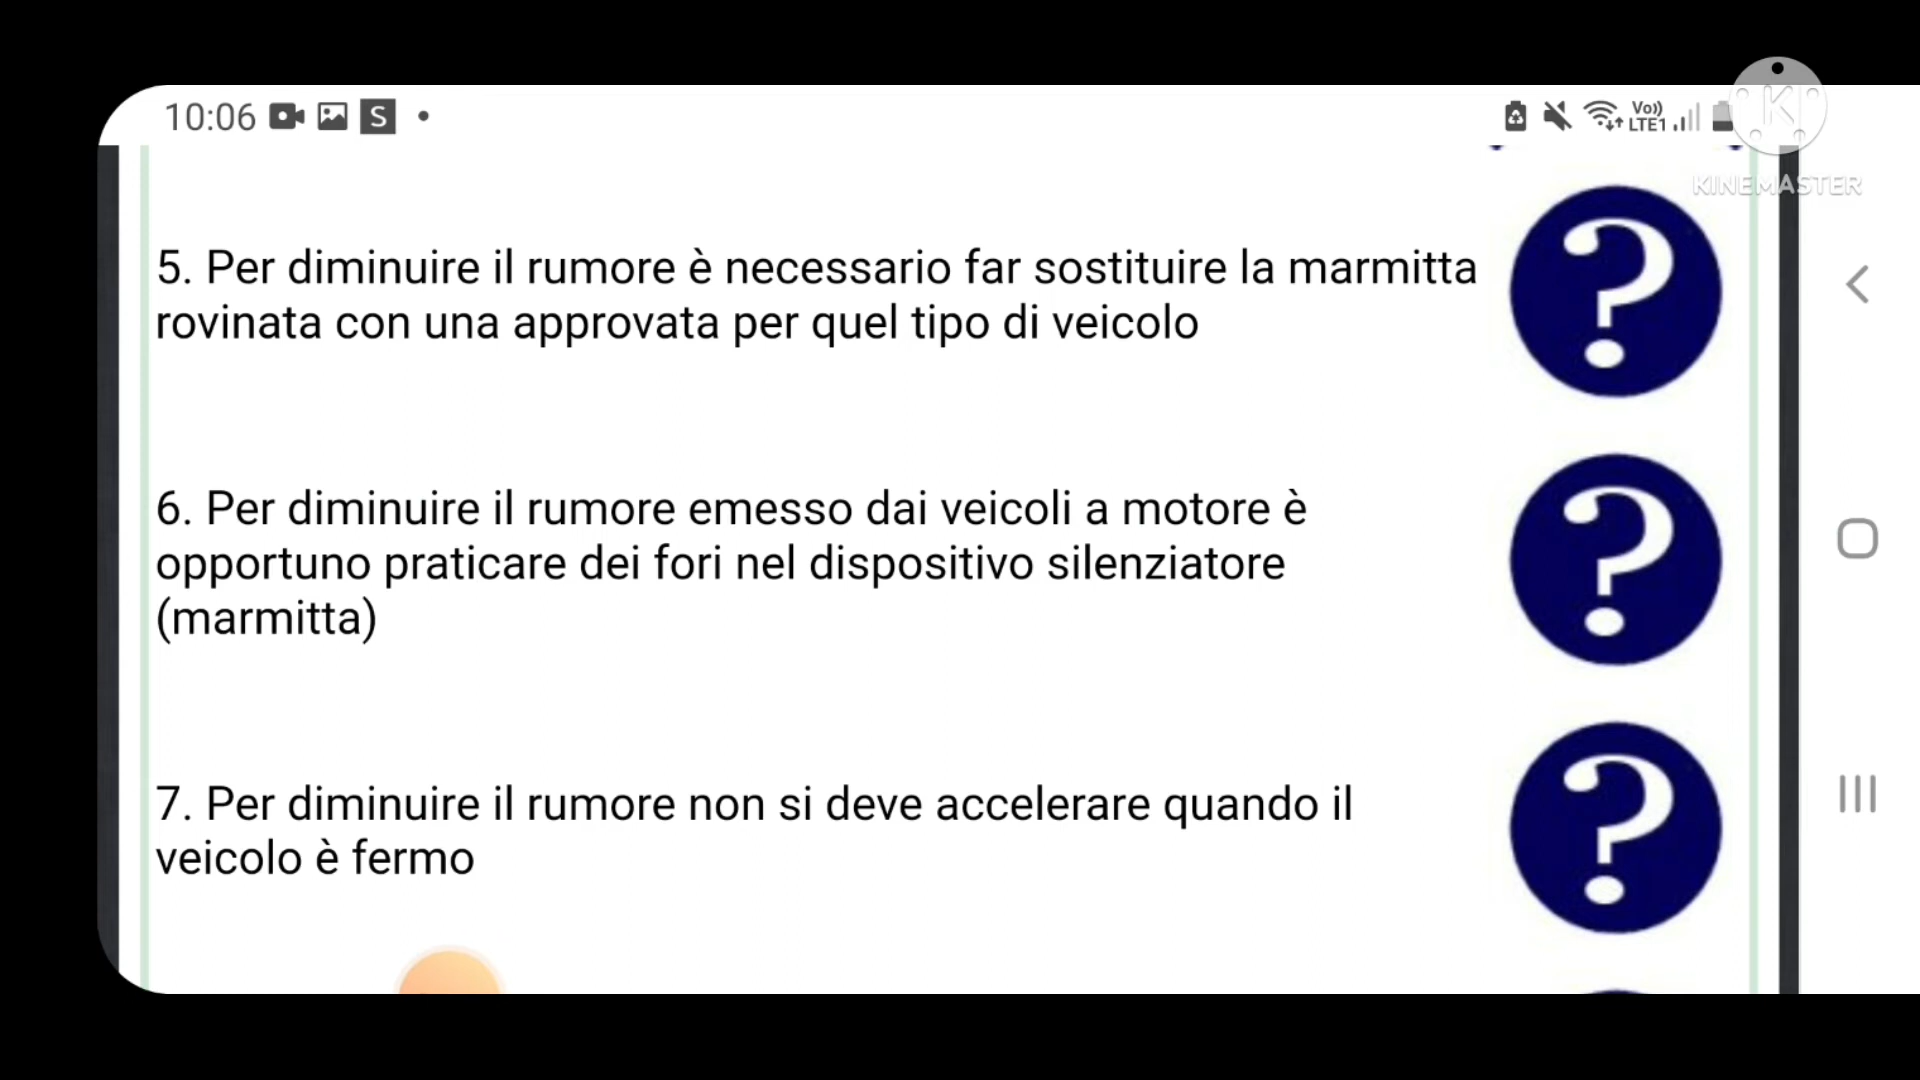 10:06 S
Vo))
LTE1
K
KINEMASTER
5. Per diminuire il rumore è necessario far sostituire la marmitta
rovinata con una approvata per quel tipo di veicolo
?
6. Per diminuire il rumore emesso dai veicoli a motore è
opportuno praticare dei fori nel dispositivo silenziatore
(marmitta)
?
7. Per diminuire il rumore non si deve accelerare quando il
veicolo è fermo
?